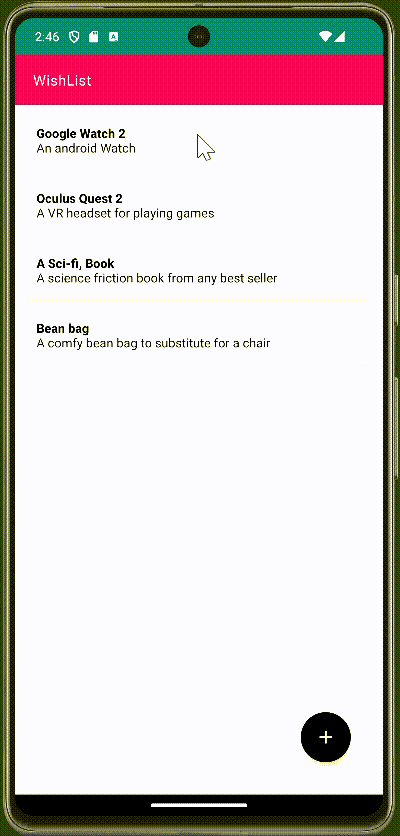 2:46
WishList
Google Watch 2
An android Watch
Oculus Quest 2
A VR headset for playing games
A Sci-fi, Book
A science friction book from any best seller
Bean bag
A comfy bean bag to substitute for a chair
+